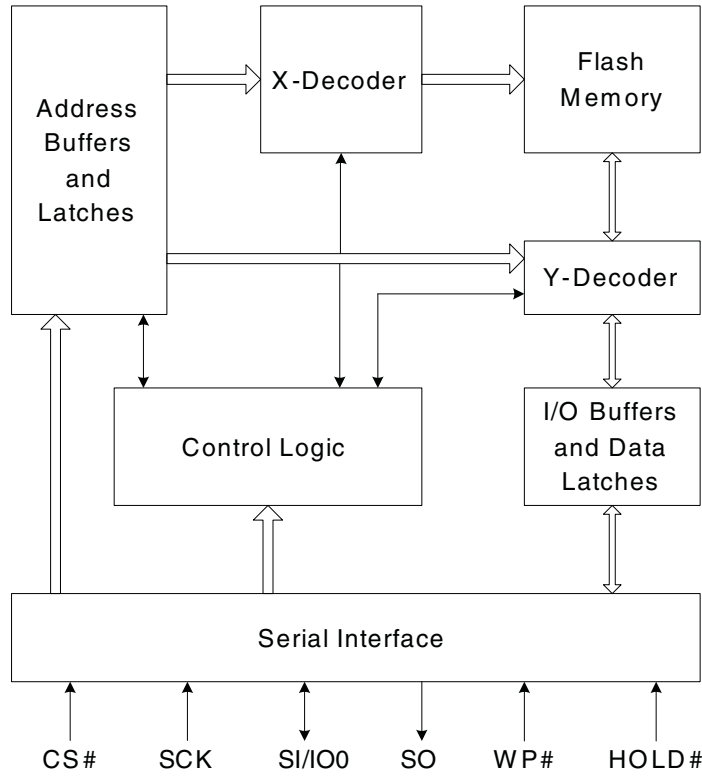 Address
Buffers
and
Latches
X-Decoder
Flash
Memory
Y-Decoder
Control Logic
I/O Buffers
and Data
Latches
Serial Interface
CS#
SCK
SI/IO0
SO
WP#
HOLD#